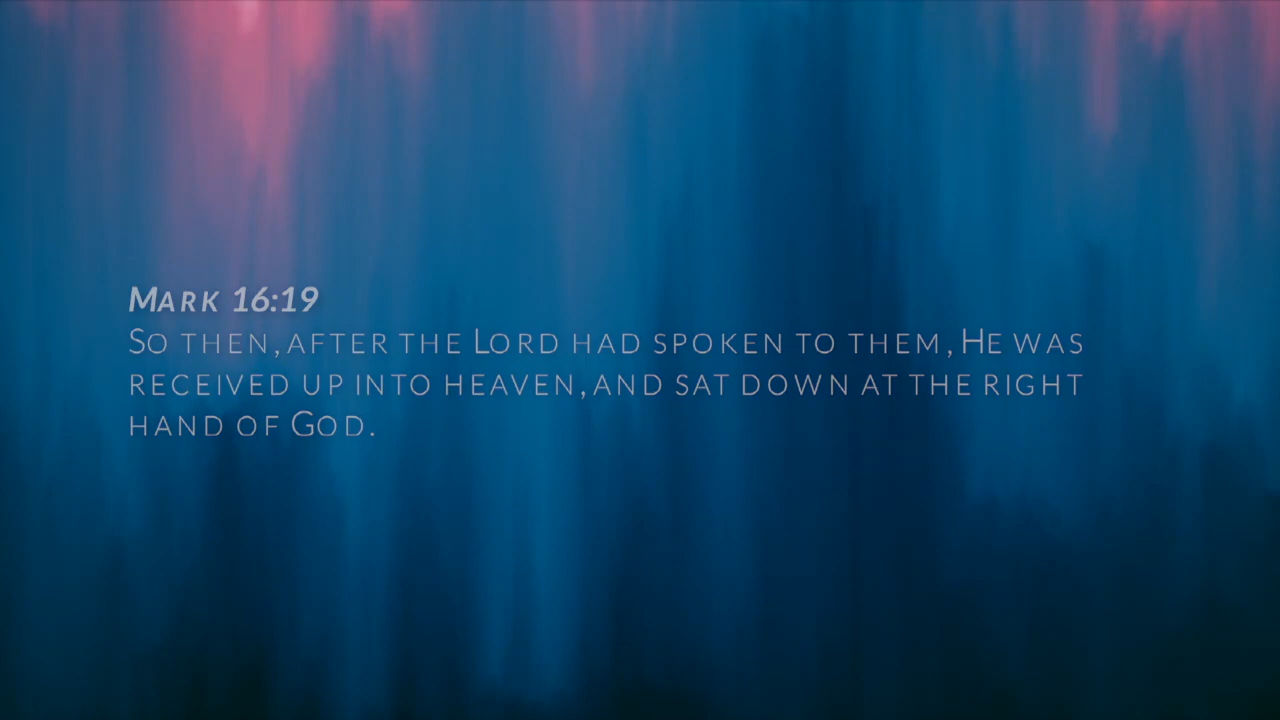 Mark 16:19
So then, after the Lord had spoken to them, He was
received up into heaven, and sat down at the right
hand of God.